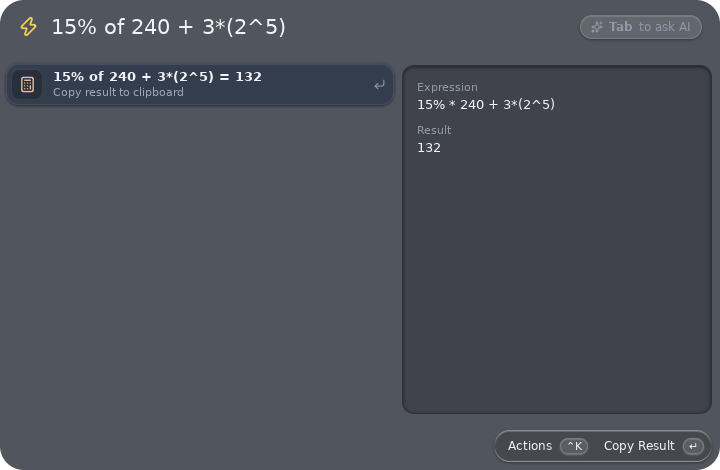 15% of 240 + 3*(2^5)
Tab to ask AI
15% of 240 + 3*(2^5) = 132
Copy result to clipboard
Expression
15% * 240 + 3*(2^5)
Result
132
Actions ^K Copy Result ↵